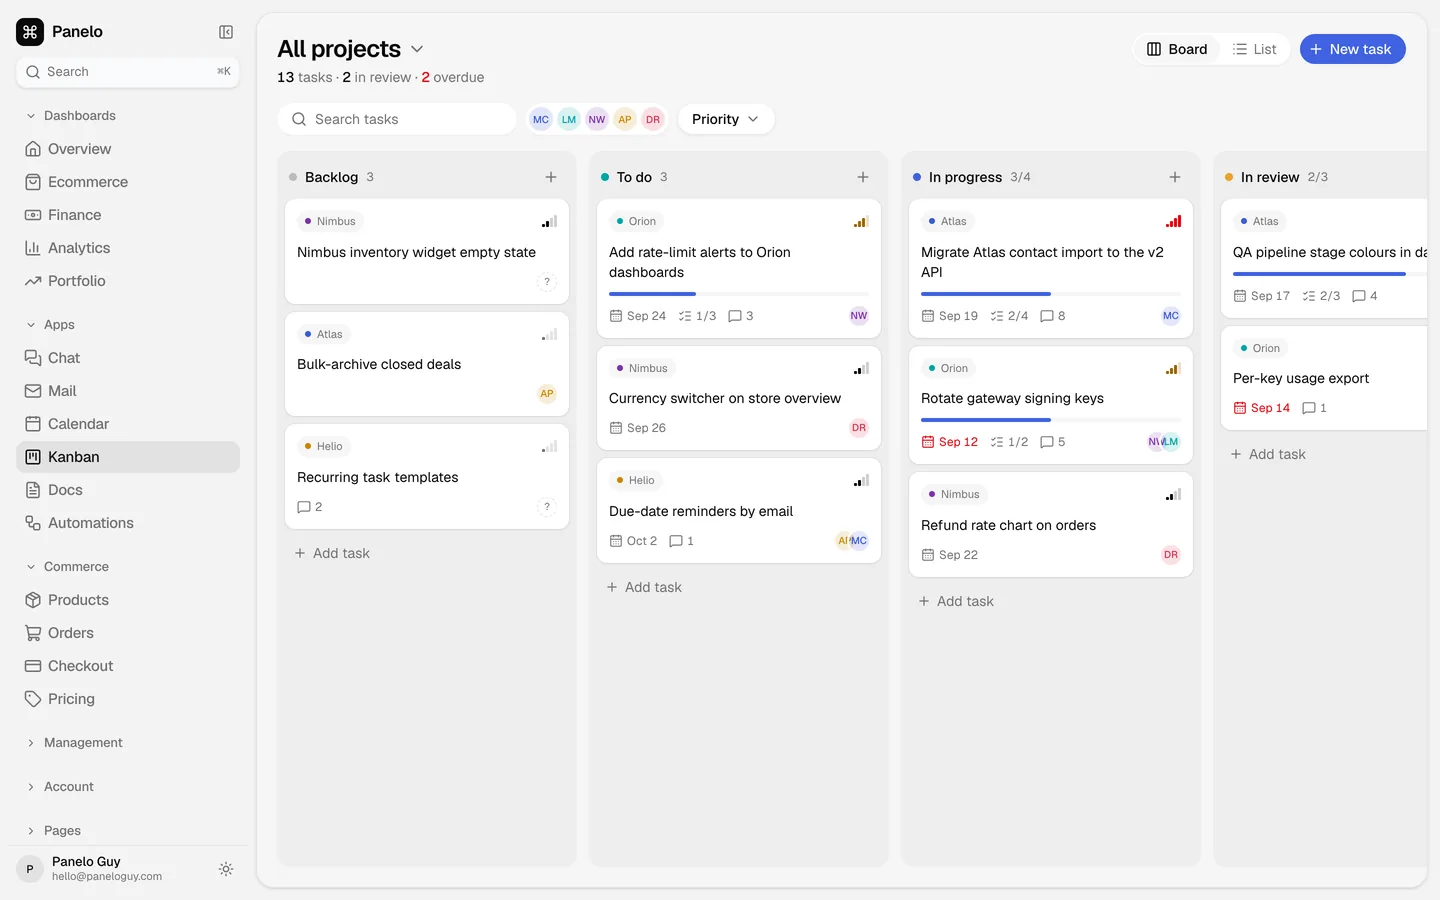 Panelo
Search ⌘K
Dashboards
Overview
Ecommerce
Finance
Analytics
Portfolio
Apps
Chat
Mail
Calendar
Kanban
Docs
Automations
Commerce
Products
Orders
Checkout
Pricing
Management
Account
Pages
P
Panelo Guy
hello@paneloguy.com
All projects
13 tasks · 2 in review · 2 overdue
Board
List
+ New task
Search tasks
MC LM NW AP DR
Priority
Backlog 3
Nimbus
Nimbus inventory widget empty state
?
Atlas
Bulk-archive closed deals
AP
Helio
Recurring task templates
2 ?
Add task
To do 3
Orion
Add rate-limit alerts to Orion
dashboards
Sep 24 1/3 3 NW
Nimbus
Currency switcher on store overview
Sep 26 DR
Helio
Due-date reminders by email
Oct 2 1 AP MC
Add task
In progress 3/4
Atlas
Migrate Atlas contact import to the v2
API
Sep 19 2/4 8 MC
Orion
Rotate gateway signing keys
Sep 12 1/2 5 NW LM
Nimbus
Refund rate chart on orders
Sep 22 DR
Add task
In review 2/3
Atlas
QA pipeline stage colours in
Sep 17 2/3 4
Orion
Per-key usage export
Sep 14 1
Add task